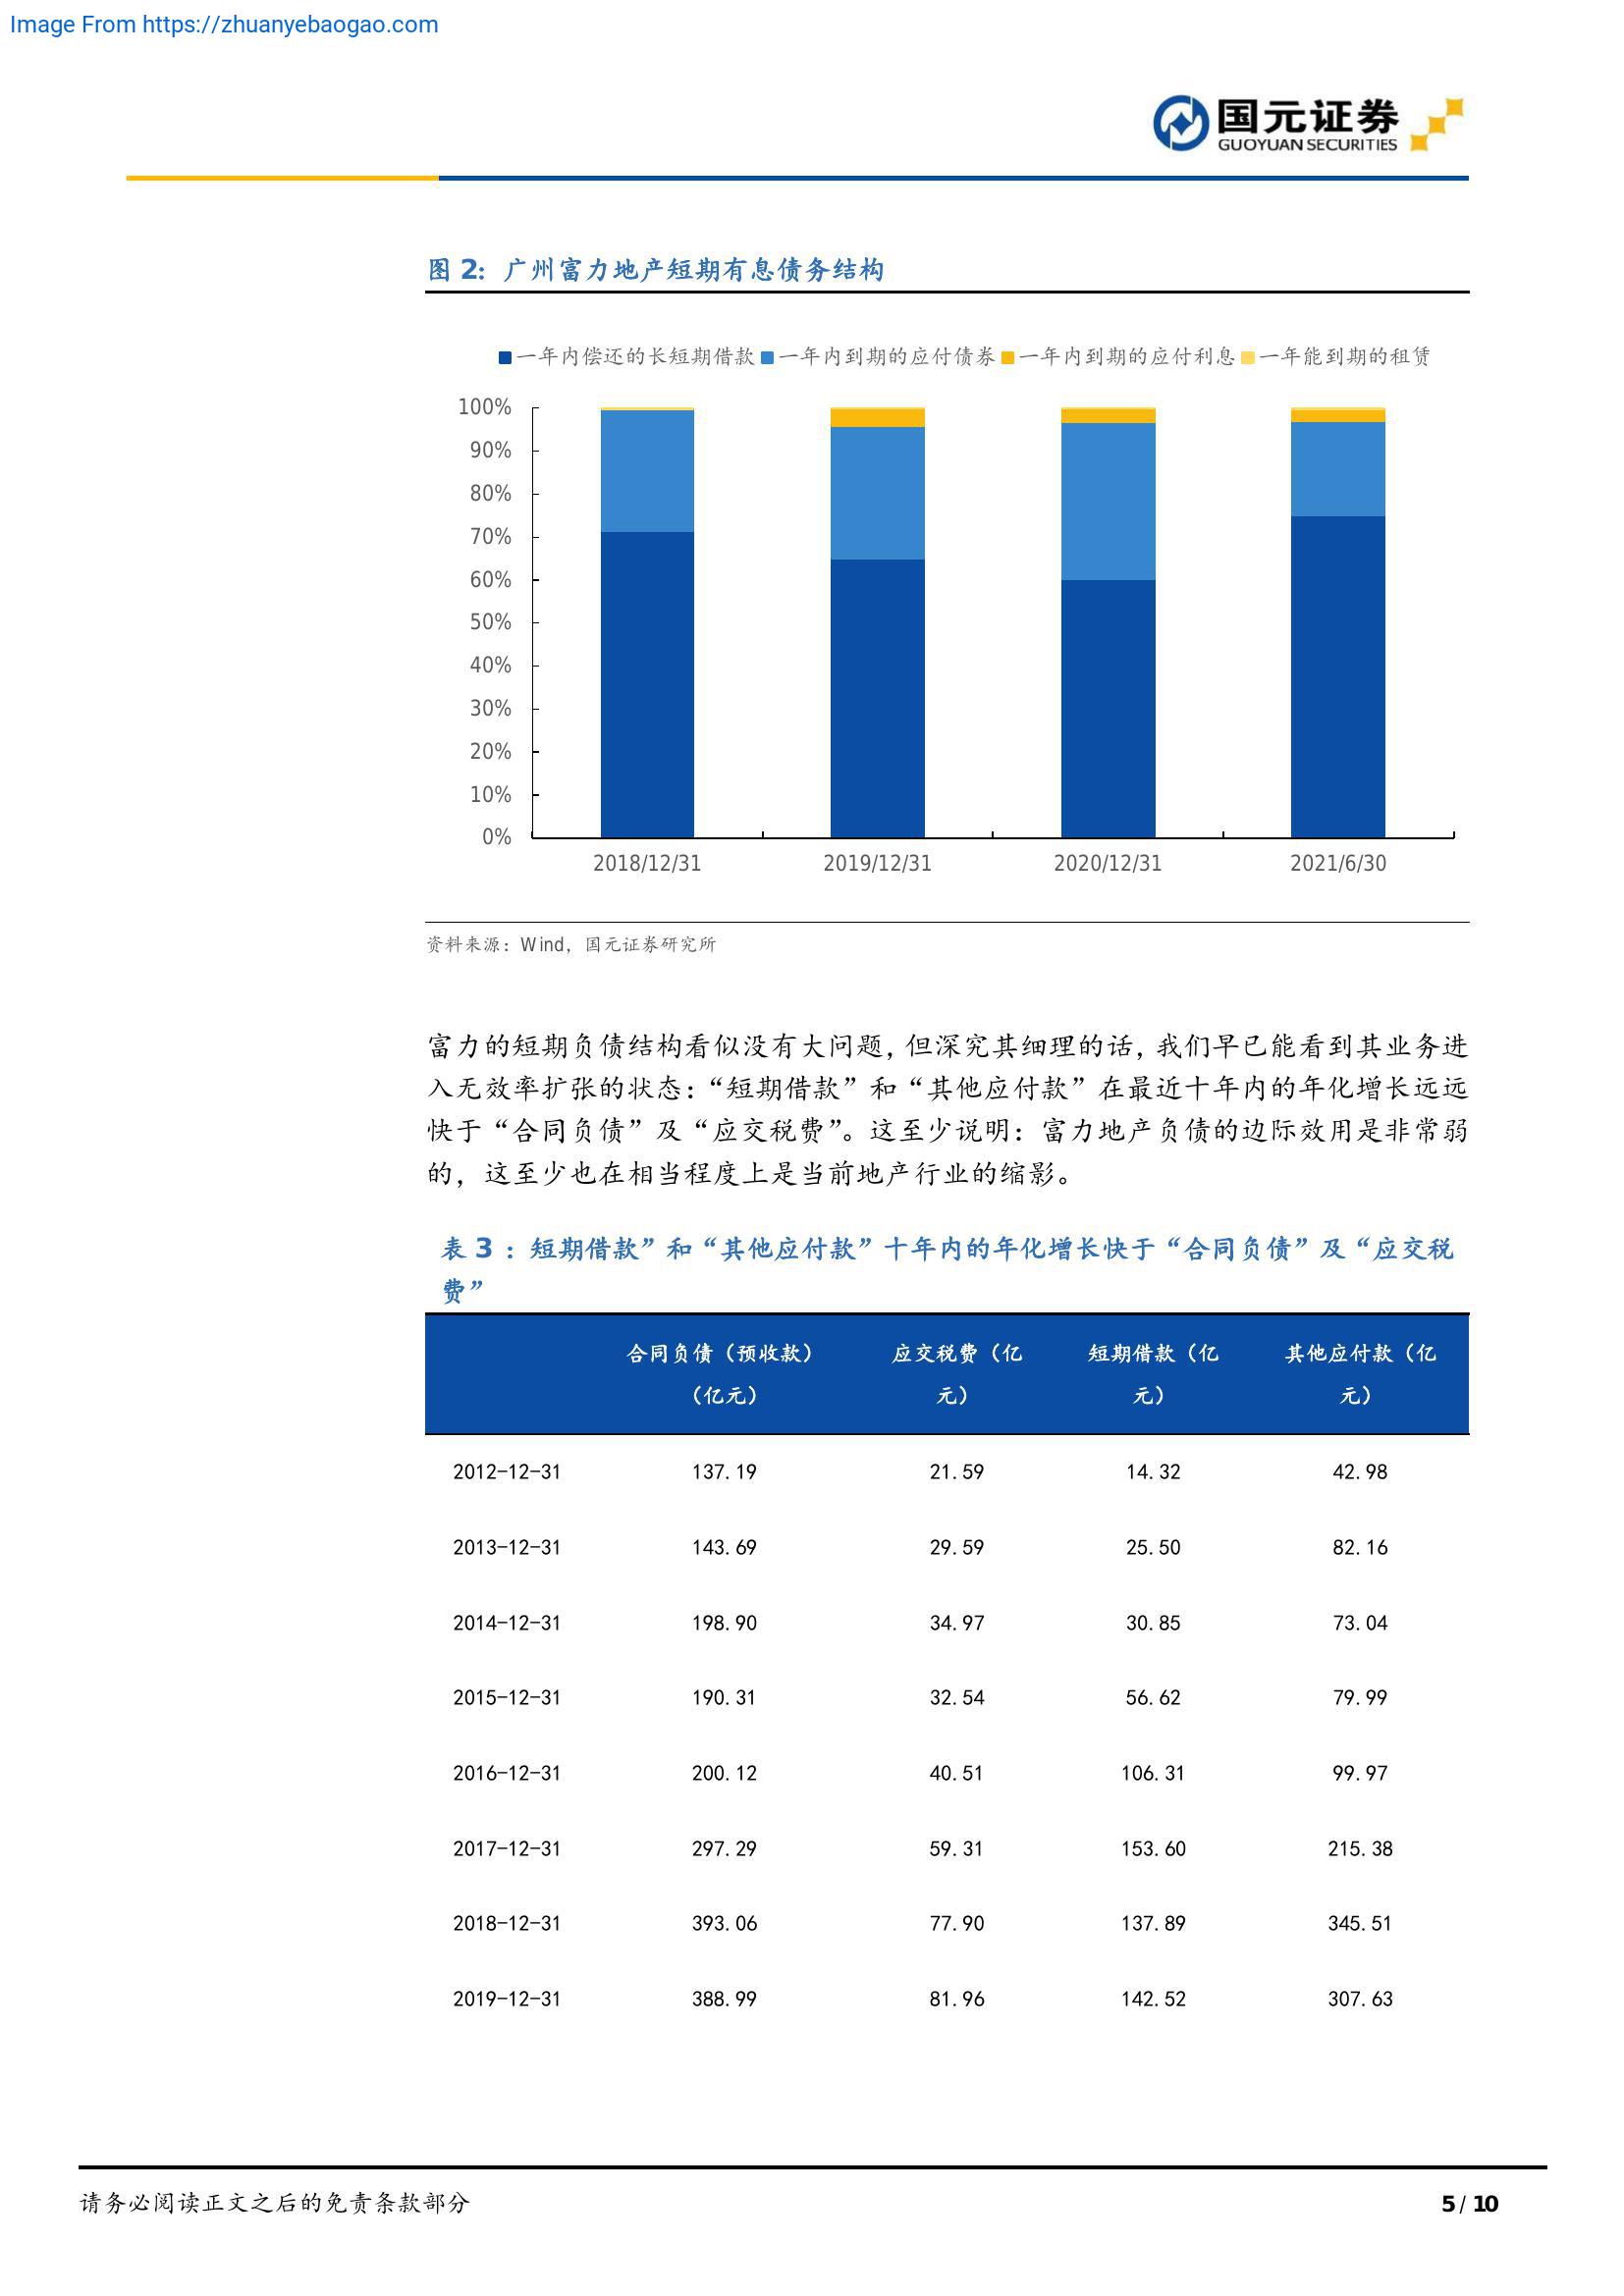 Image From https://zhuanyebaogao.com
国元证券
GUOYUAN SECURITIES
图 2: 广州富力地产短期有息债务结构
一年内偿还的长短期借款 一年内到期的应付债券 一年内到期的应付利息 一年能到期的租赁
100%
90%
80%
70%
60%
50%
40%
30%
20%
10%
0%
2018/12/31 2019/12/31 2020/12/31 2021/6/30
资料来源：Wind，国元证券研究所
富力的短期负债结构看似没有大问题，但深究其细理的话，我们早已能看到其业务进
入无效率扩张的状态：“短期借款”和“其他应付款”在最近十年内的年化增长远远
快于“合同负债”及“应交税费”。这至少说明：富力地产负债的边际效用是非常弱
的，这至少也在相当程度上是当前地产行业的缩影。
表 3 ：短期借款”和“其他应付款”十年内的年化增长快于“合同负债”及“应交税
费”
合同负债（预收款） 应交税费（亿 短期借款（亿 其他应付款（亿
（亿元） 元） 元） 元）
2012-12-31 137.19 21.59 14.32 42.98
2013-12-31 143.69 29.59 25.50 82.16
2014-12-31 198.90 34.97 30.85 73.04
2015-12-31 190.31 32.54 56.62 79.99
2016-12-31 200.12 40.51 106.31 99.97
2017-12-31 297.29 59.31 153.60 215.38
2018-12-31 393.06 77.90 137.89 345.51
2019-12-31 388.99 81.96 142.52 307.63
请务必阅读正文之后的免责条款部分 5 / 10